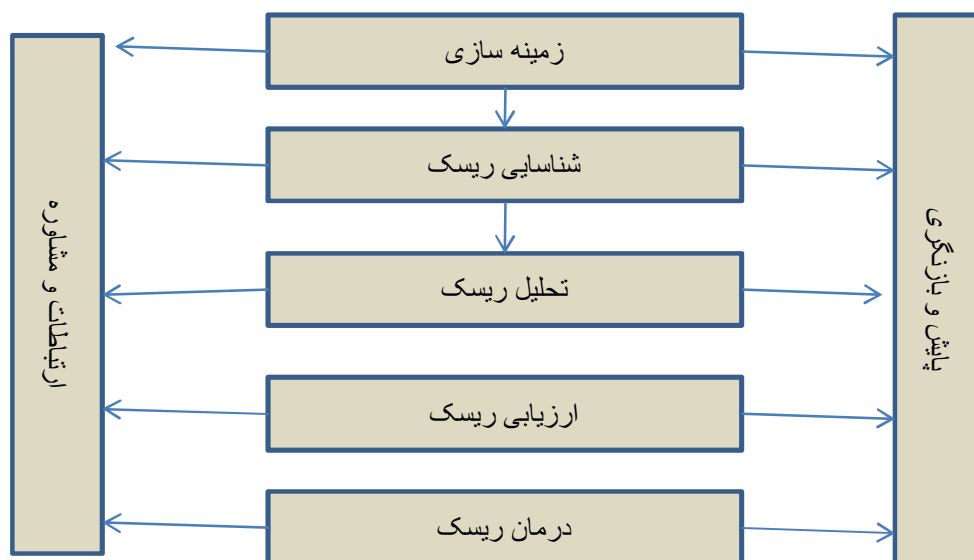 زمینه سازی
شناسایی ریسک
تحلیل ریسک
ارزیابی ریسک
درمان ریسک
پایش و بازنگری
ارتباطات و مشاوره